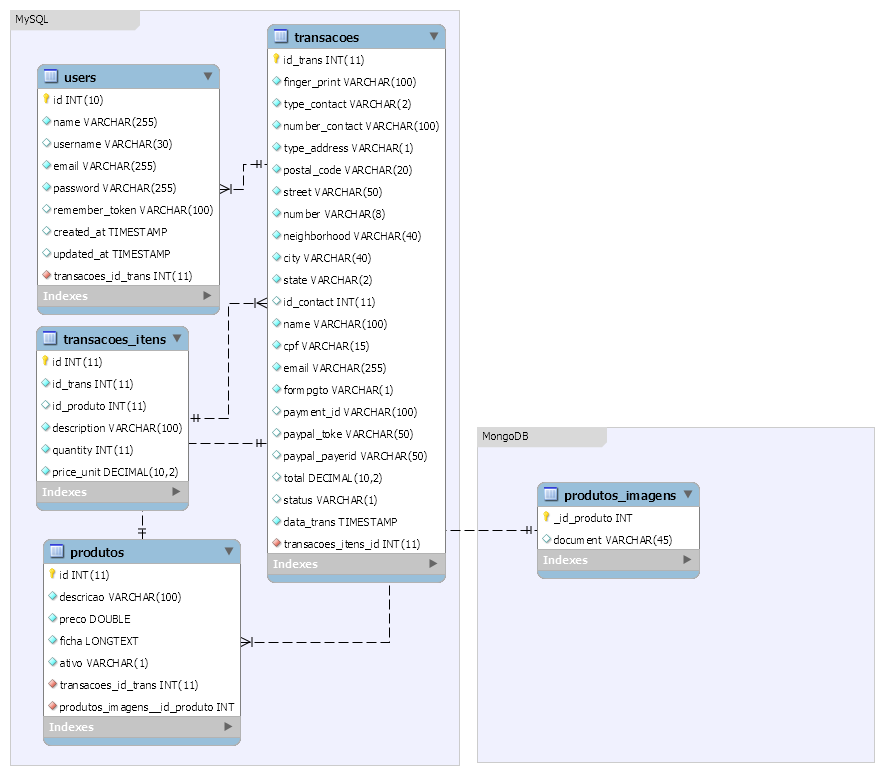 MySQL
users
id INT(10)
name VARCHAR(255)
username VARCHAR(30)
email VARCHAR(255)
password VARCHAR(255)
remember_token VARCHAR(100)
created_at TIMESTAMP
updated_at TIMESTAMP
transacoes_id_trans INT(11)
Indexes
transacoes_itens
id INT(11)
id_trans INT(11)
id_produto INT(11)
description VARCHAR(100)
quantity INT(11)
price_unit DECIMAL(10,2)
Indexes
produtos
id INT(11)
descricao VARCHAR(100)
preco DOUBLE
ficha LONGTEXT
ativo VARCHAR(1)
transacoes_id_trans INT(11)
produtos_imagens__id_produto INT
Indexes
transacoes
id_trans INT(11)
finger_print VARCHAR(100)
type_contact VARCHAR(2)
number_contact VARCHAR(100)
type_address VARCHAR(1)
postal_code VARCHAR(20)
street VARCHAR(50)
number VARCHAR(8)
neighborhood VARCHAR(40)
city VARCHAR(40)
state VARCHAR(2)
id_contact INT(11)
name VARCHAR(100)
cpf VARCHAR(15)
email VARCHAR(255)
formpgto VARCHAR(1)
payment_id VARCHAR(100)
paypal_toke VARCHAR(50)
paypal_payerid VARCHAR(50)
total DECIMAL(10,2)
status VARCHAR(1)
data_trans TIMESTAMP
transacoes_itens_id INT(11)
Indexes
MongoDB
produtos_imagens
_id_produto INT
document VARCHAR(45)
Indexes